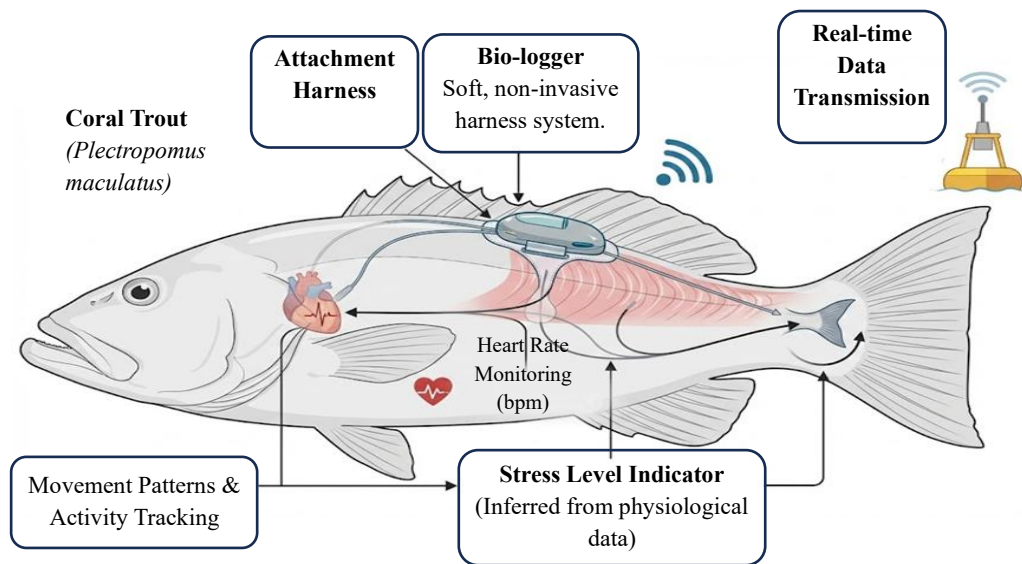 Attachment
Harness
Bio-logger
Soft, non-invasive
harness system.
Real-time
Data
Transmission
Coral Trout
(Plectropomus
maculatus)
Heart Rate
Monitoring
(bpm)
Movement Patterns &
Activity Tracking
Stress Level Indicator
(Inferred from physiological
data)